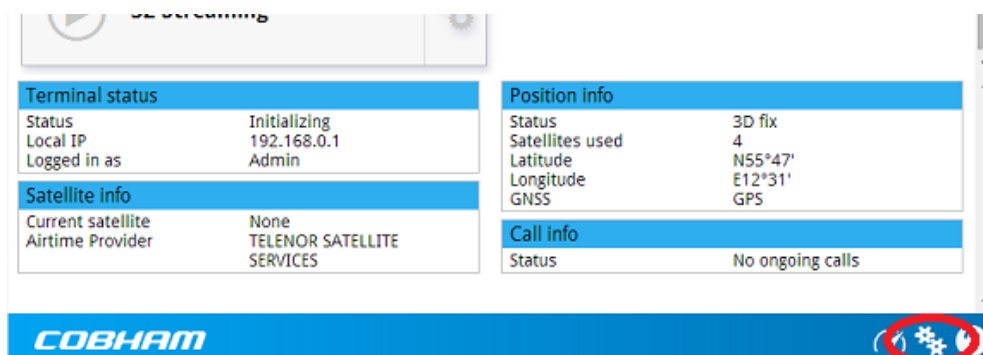 Terminal status
Status Initializing
Local IP 192.168.0.1
Logged in as Admin
Satellite info
Current satellite None
Airtime Provider TELENOR SATELLITE
SERVICES
Position info
Status 3D fix
Satellites used 4
Latitude N55°47'
Longitude E12°31'
GNSS GPS
Call info
Status No ongoing calls
COBHAM